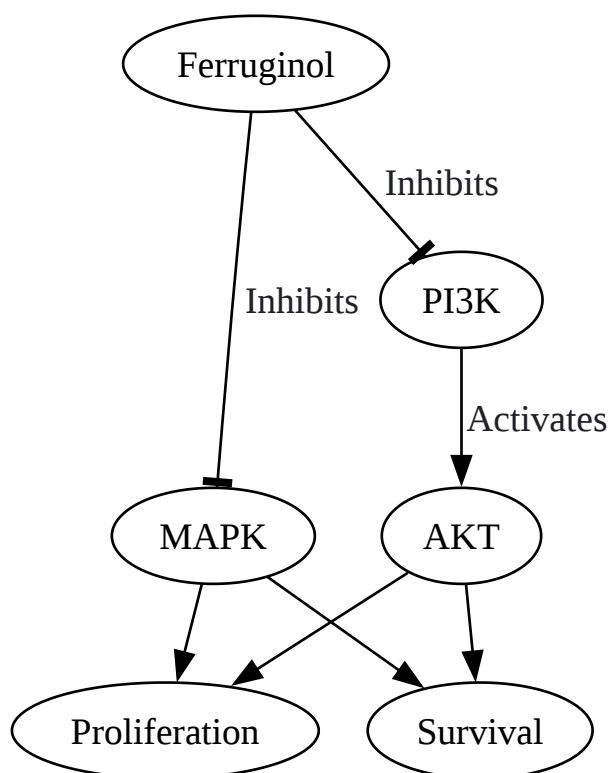 Ferruginol
Inhibits
PI3K
Inhibits
Activates
MAPK
AKT
Proliferation
Survival